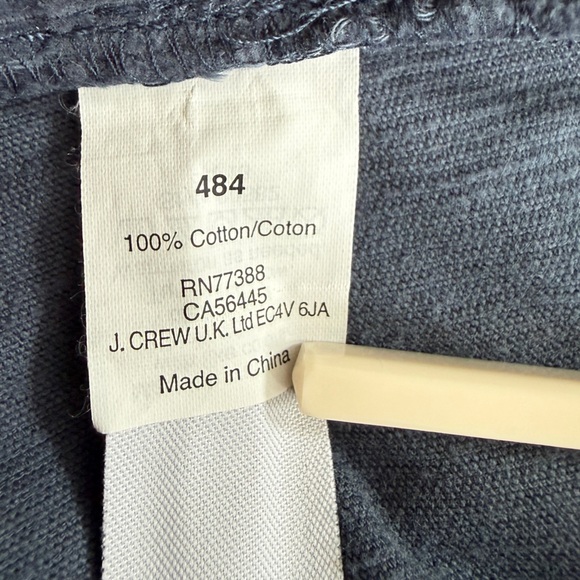 484
100% Cotton/Coton
RN77388
CA56445
J. CREW U.K. Ltd EC4V 6JA
Made in China